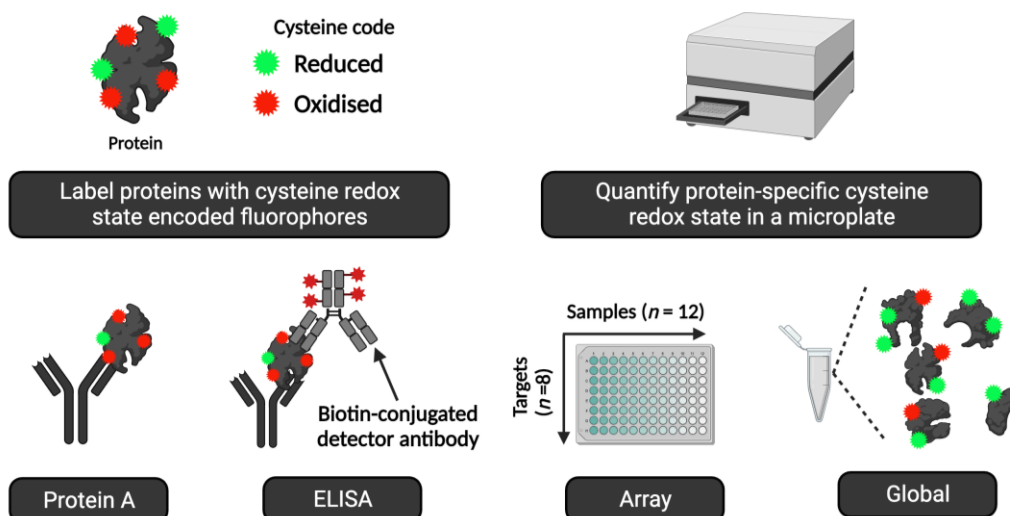 Cysteine code
Reduced
Oxidised
Protein
Label proteins with cysteine redox
state encoded fluorophores
Quantify protein-specific cysteine
redox state in a microplate
Biotin-conjugated
detector antibody
Samples (n = 12)
Targets
(n=8)
Protein A
ELISA
Array
Global